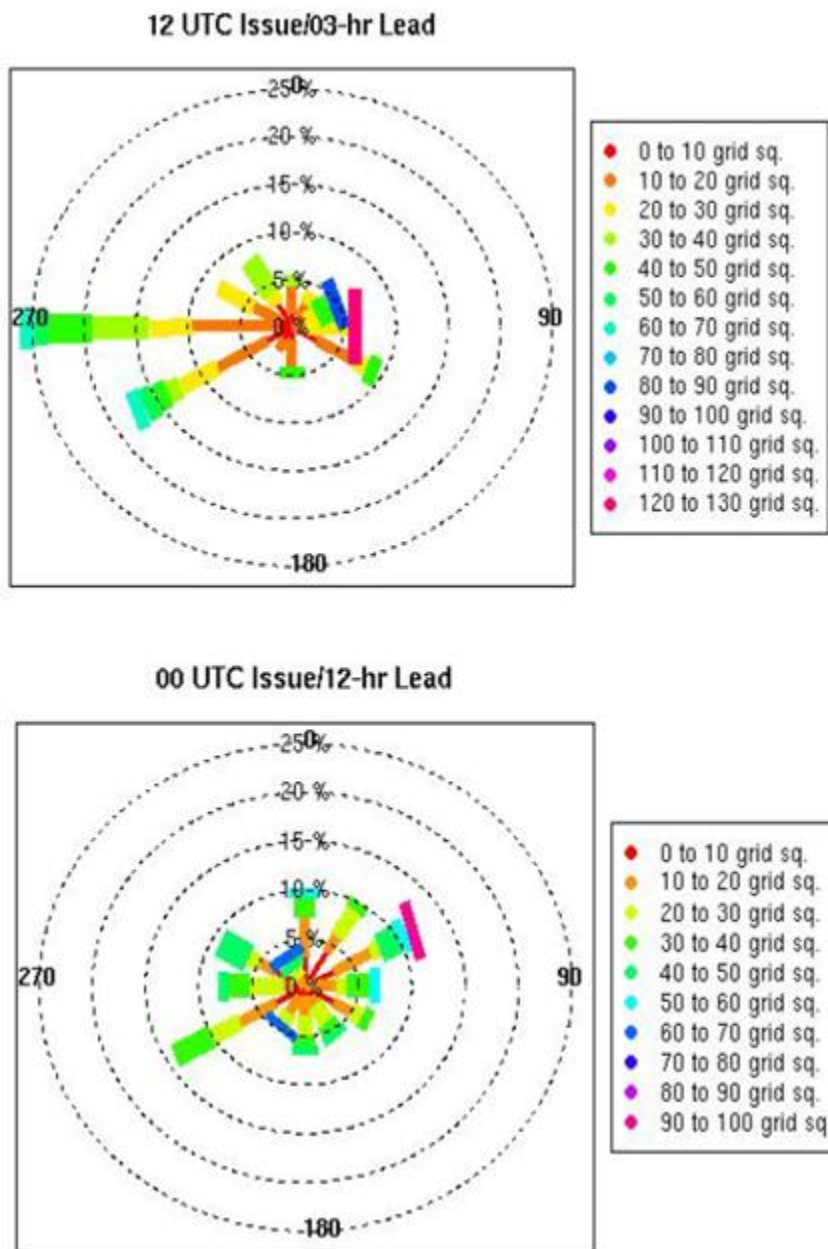 12 UTC Issue/03-hr Lead
0
25 %
20 %
15 %
10 %
5 %
0 %
270
90
180
0 to 10 grid sq.
10 to 20 grid sq.
20 to 30 grid sq.
30 to 40 grid sq.
40 to 50 grid sq.
50 to 60 grid sq.
60 to 70 grid sq.
70 to 80 grid sq.
80 to 90 grid sq.
90 to 100 grid sq.
100 to 110 grid sq.
110 to 120 grid sq.
120 to 130 grid sq.
00 UTC Issue/12-hr Lead
0
25 %
20 %
15 %
10 %
5 %
0 %
270
90
180
0 to 10 grid sq.
10 to 20 grid sq.
20 to 30 grid sq.
30 to 40 grid sq.
40 to 50 grid sq.
50 to 60 grid sq.
60 to 70 grid sq.
70 to 80 grid sq.
80 to 90 grid sq.
90 to 100 grid sq